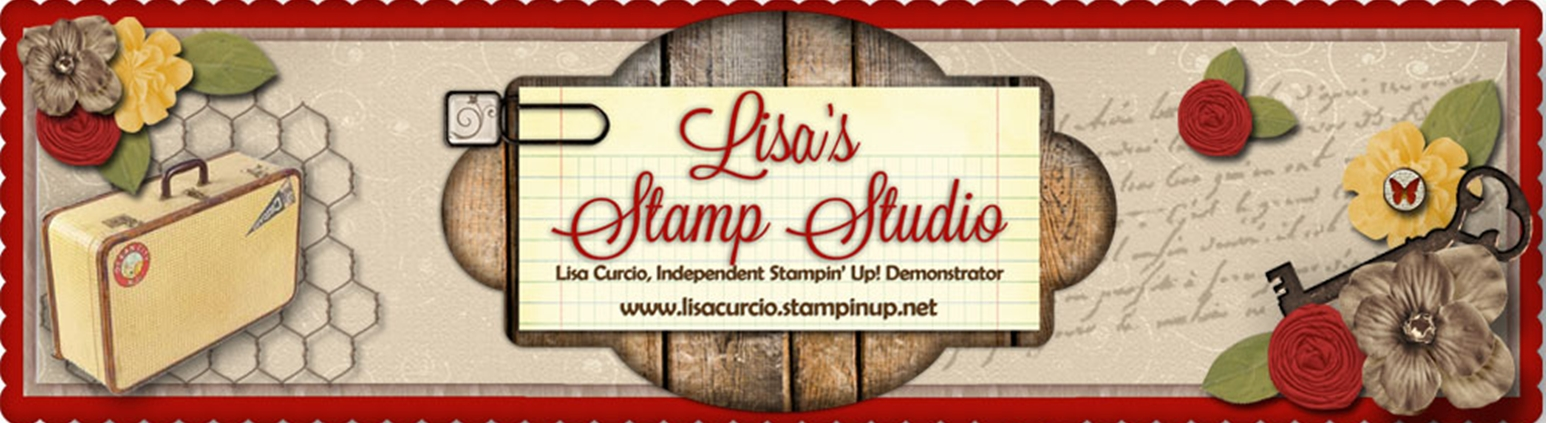 Lisa's
Stamp Studio
Lisa Curcio, Independent Stampin' Up! Demonstrator
www.lisacurcio.stampinup.net